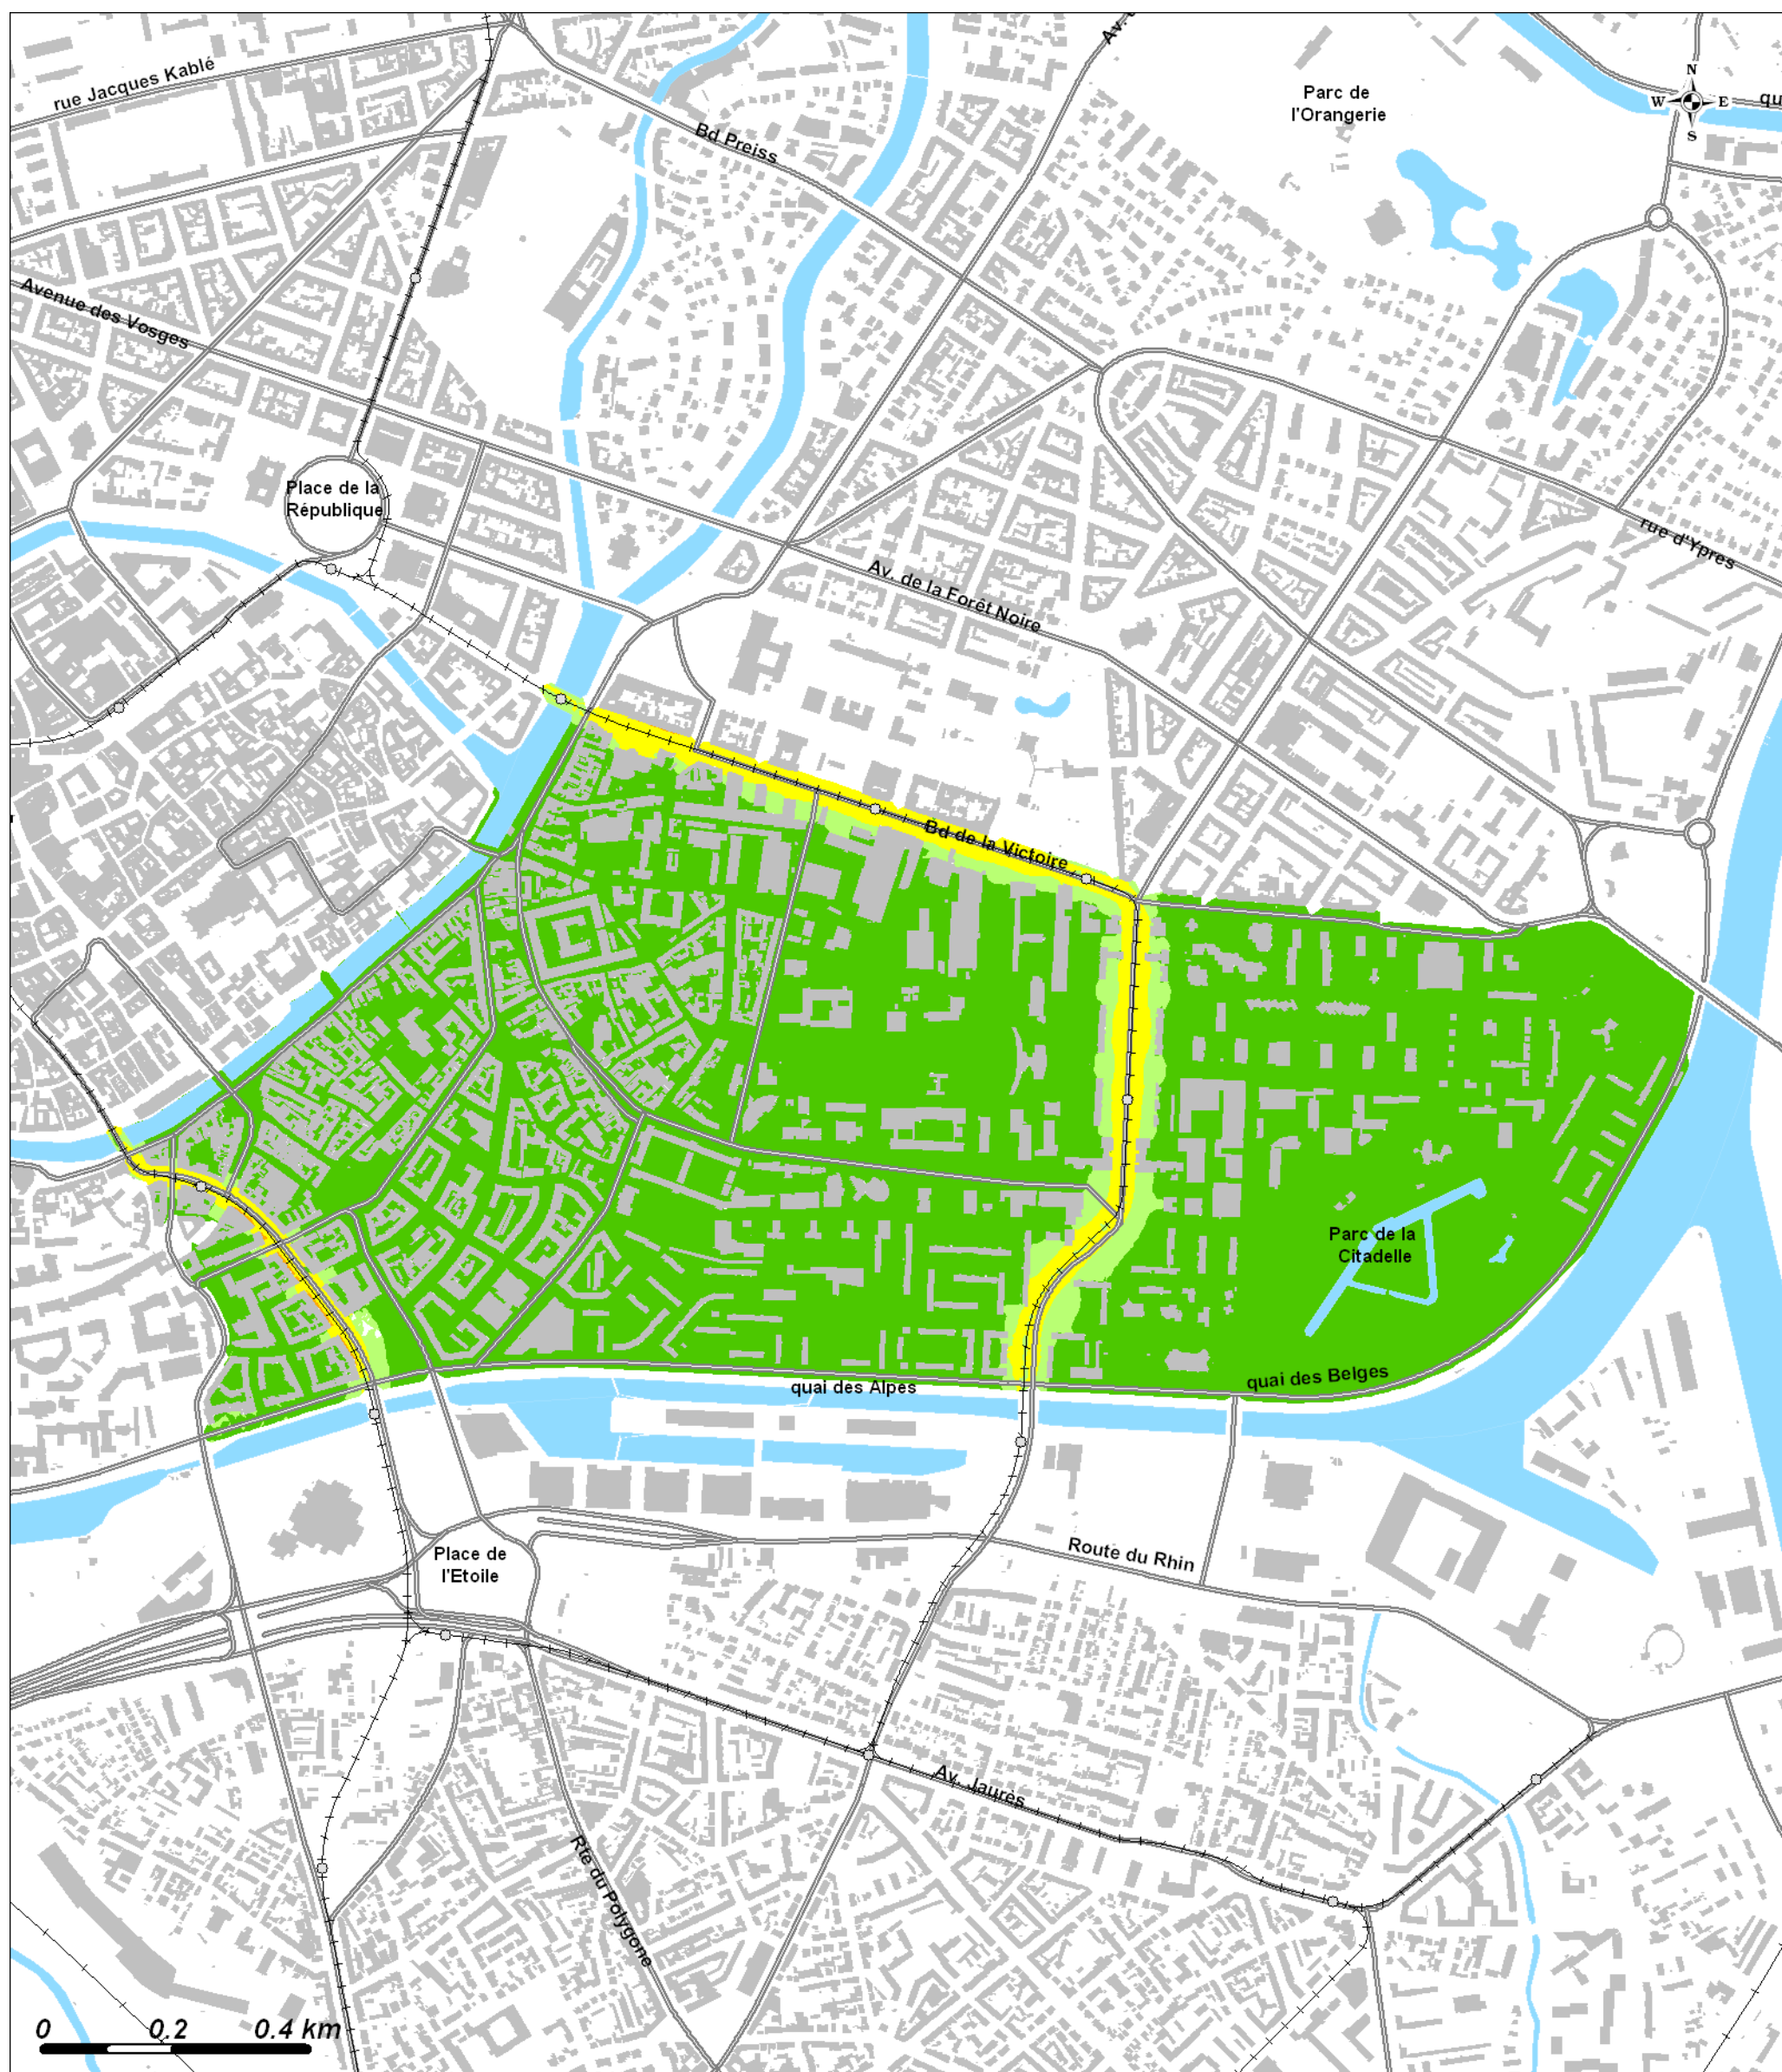 Av.
rue Jacques Kablé
Parc de
l'Orangerie
N
W
E
S
qu
Bd Preiss
Avenue des Vosges
Place de la
République
rue d'Ypres
Av. de la Forêt Noire
Bd de la Victoire
r
Parc de la
Citadelle
quai des Alpes
quai des Belges
Place de
l'Etoile
Route du Rhin
Av. Jaurès
Rte du Polygone
0
0.2
0.4 km